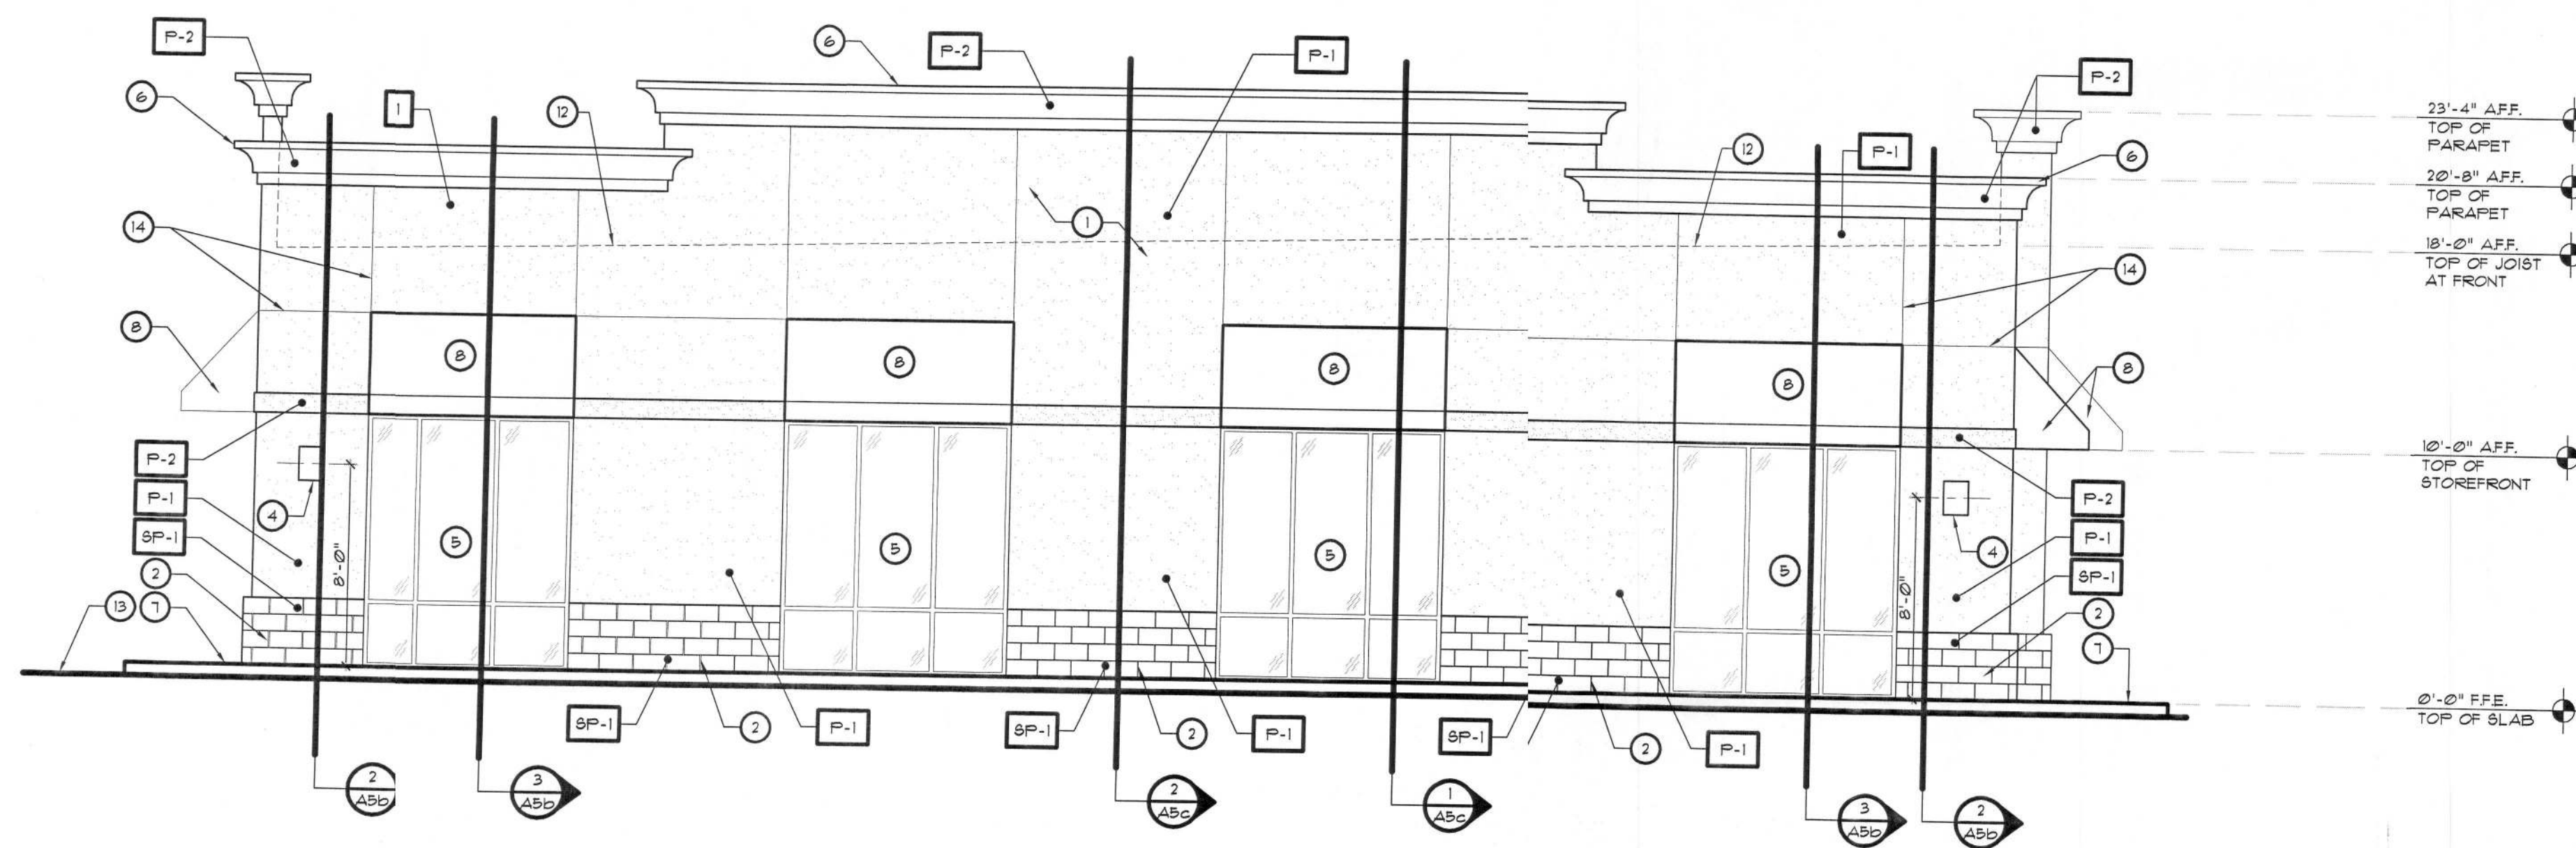 P-2
6
P-2
P-1
P-2
6
1
12
12
P-1
6
23'-4" A.F.F.
TOP OF
PARAPET
20'-8" A.F.F.
TOP OF
PARAPET
18'-0" A.F.F.
TOP OF JOIST
AT FRONT
14
1
14
8
8
8
8
8
8
P-2
P-1
SP-1
4
8'-0"
5
5
5
5
10'-0" A.F.F.
TOP OF
STOREFRONT
P-2
P-1
SP-1
4
8'-0"
2
13
7
2
7
0'-0" F.F.E.
TOP OF SLAB
SP-1
2
P-1
SP-1
2
P-1
SP-1
2
P-1
2
A5b
3
A5b
2
A5c
1
A5c
3
A5b
2
A5b